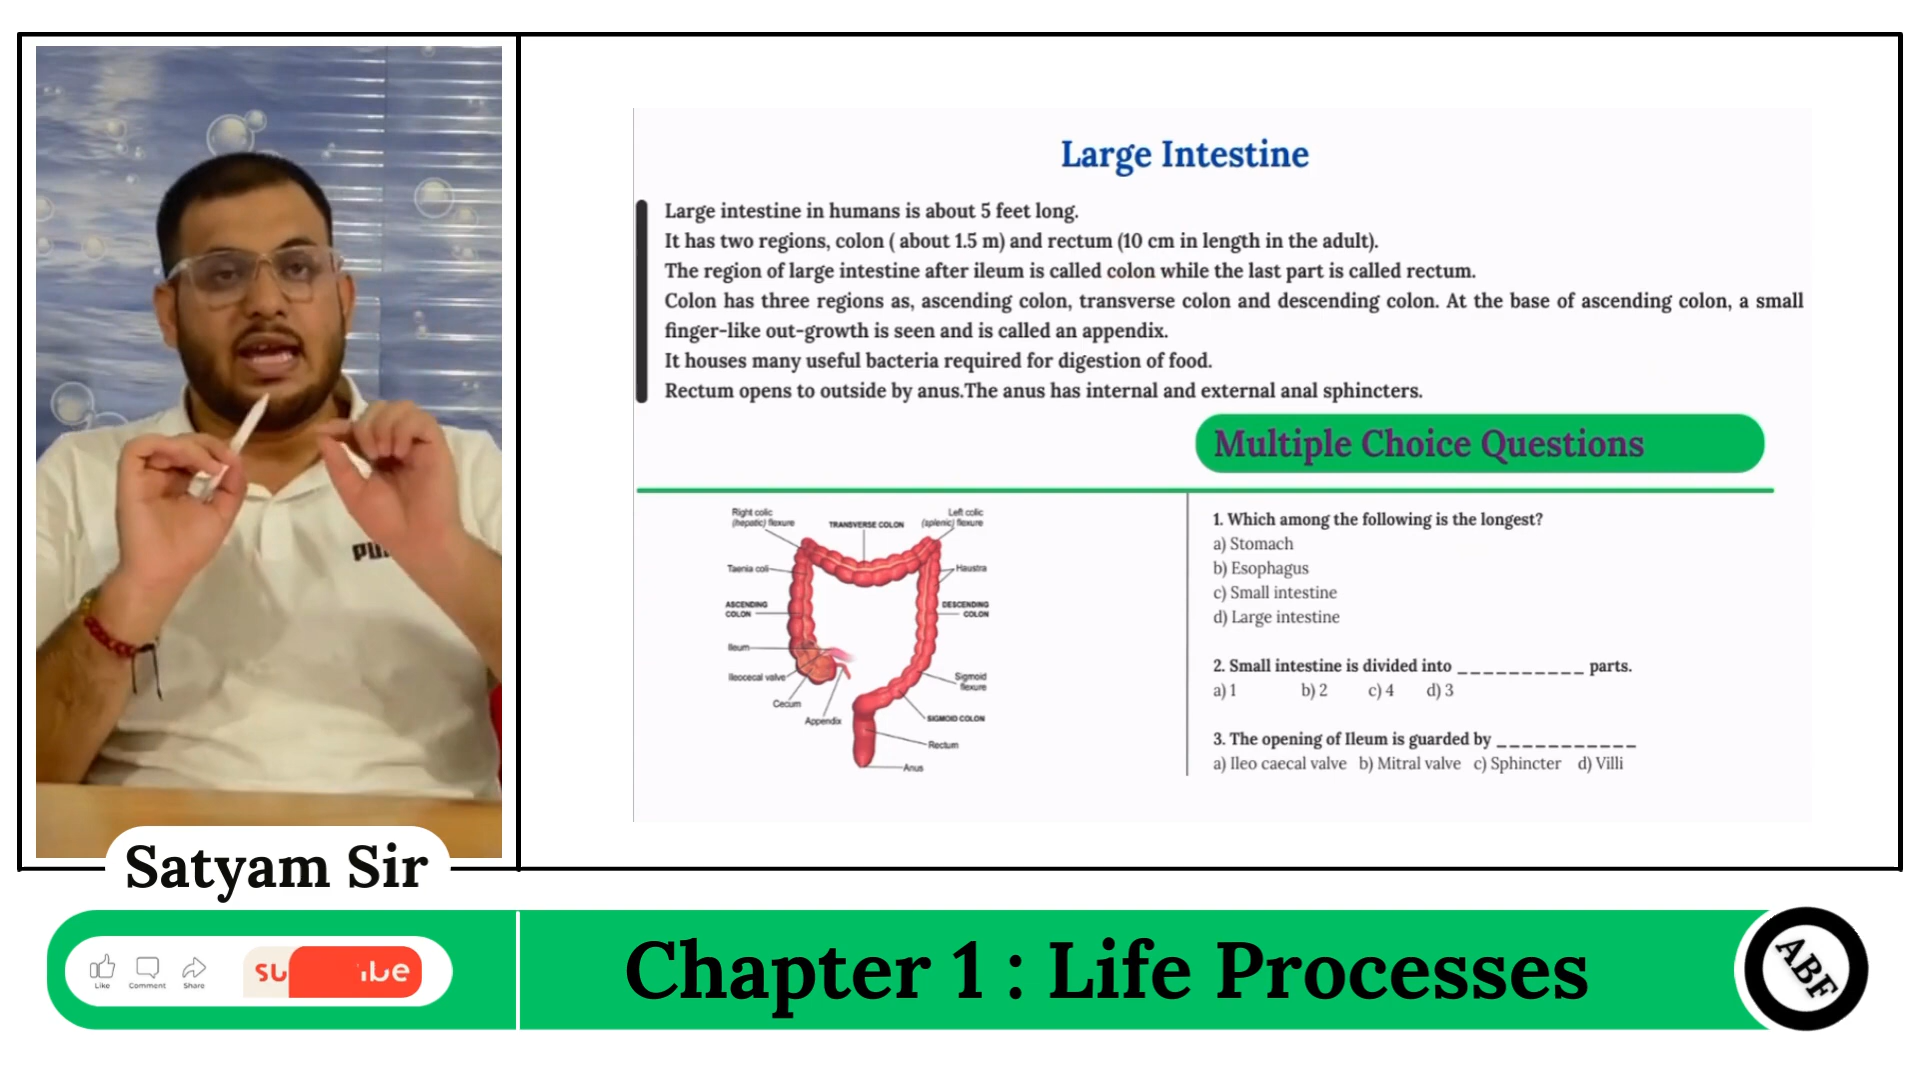 Large Intestine
Large intestine in humans is about 5 feet long.
It has two regions, colon ( about 1.5 m) and rectum (10 cm in length in the adult).
The region of large intestine after ileum is called colon while the last part is called rectum.
Colon has three regions as, ascending colon, transverse colon and descending colon. At the base of ascending colon, a small
finger-like out-growth is seen and is called an appendix.
It houses many useful bacteria required for digestion of food.
Rectum opens to outside by anus.The anus has internal and external anal sphincters.
Multiple Choice Questions
Right colic
(hepatic) flexure
TRANSVERSE COLON
Left colic
(splenic) flexure
Taenia coli
Haustra
ASCENDING
COLON
DESCENDING
COLON
Ileum
Ileocecal valve
Sigmoid
flexure
Cecum
Appendix
SIGMOID COLON
Rectum
Anus
1. Which among the following is the longest?
a) Stomach
b) Esophagus
c) Small intestine
d) Large intestine
2. Small intestine is divided into __________ parts.
a) 1 b) 2 c) 4 d) 3
3. The opening of Ileum is guarded by ___________
a) Ileo caecal valve b) Mitral valve c) Sphincter d) Villi
Satyam Sir
Like
Comment
Share
Chapter 1 : Life Processes
ABF